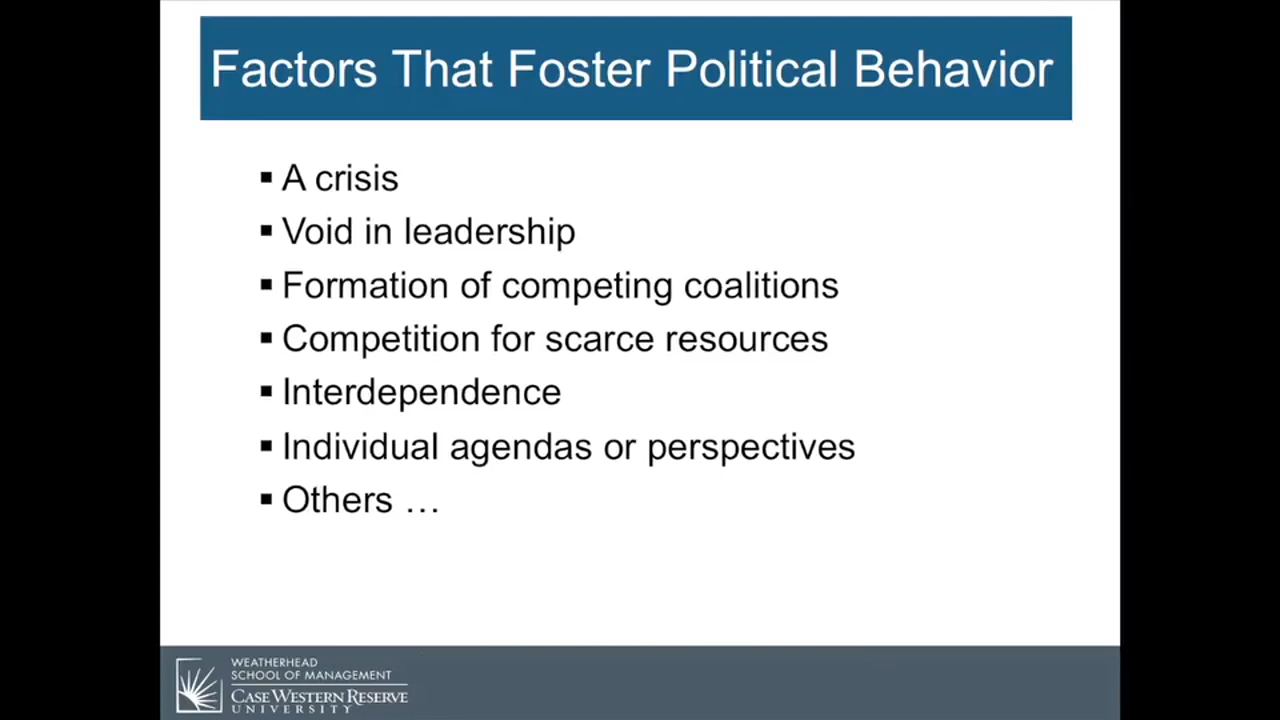 Factors That Foster Political Behavior
▪ A crisis
▪ Void in leadership
▪ Formation of competing coalitions
▪ Competition for scarce resources
▪ Interdependence
▪ Individual agendas or perspectives
▪ Others …
WEATHERHEAD
SCHOOL OF MANAGEMENT
CASE WESTERN RESERVE
UNIVERSITY